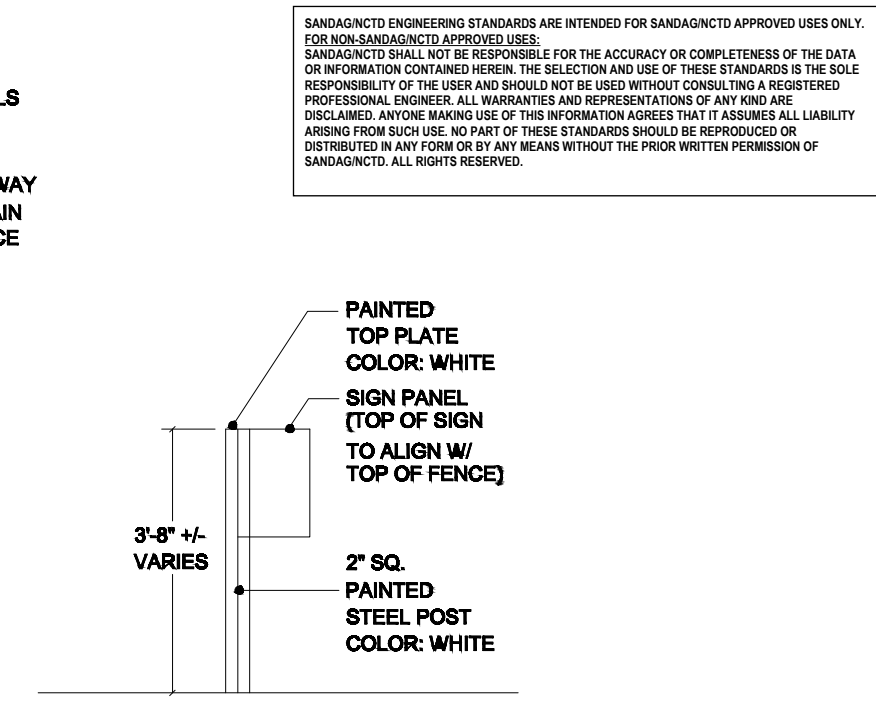 SANDAG/NCTD ENGINEERING STANDARDS ARE INTENDED FOR SANDAG/NCTD APPROVED USES ONLY.
FOR NON-SANDAG/NCTD APPROVED USES:
SANDAG/NCTD SHALL NOT BE RESPONSIBLE FOR THE ACCURACY OR COMPLETENESS OF THE DATA
OR INFORMATION CONTAINED HEREIN. THE SELECTION AND USE OF THESE STANDARDS IS THE SOLE
RESPONSIBILITY OF THE USER AND SHOULD NOT BE USED WITHOUT CONSULTING A REGISTERED
PROFESSIONAL ENGINEER. ALL WARRANTIES AND REPRESENTATIONS OF ANY KIND ARE
DISCLAIMED. ANYONE MAKING USE OF THIS INFORMATION AGREES THAT IT ASSUMES ALL LIABILITY
ARISING FROM SUCH USE. NO PART OF THESE STANDARDS SHOULD BE REPRODUCED OR
DISTRIBUTED IN ANY FORM OR BY ANY MEANS WITHOUT THE PRIOR WRITTEN PERMISSION OF
SANDAG/NCTD. ALL RIGHTS RESERVED.
PAINTED
TOP PLATE
COLOR: WHITE
SIGN PANEL
(TOP OF SIGN
TO ALIGN W/
TOP OF FENCE)
3'-8" +/-
VARIES
2" SQ.
PAINTED
STEEL POST
COLOR: WHITE